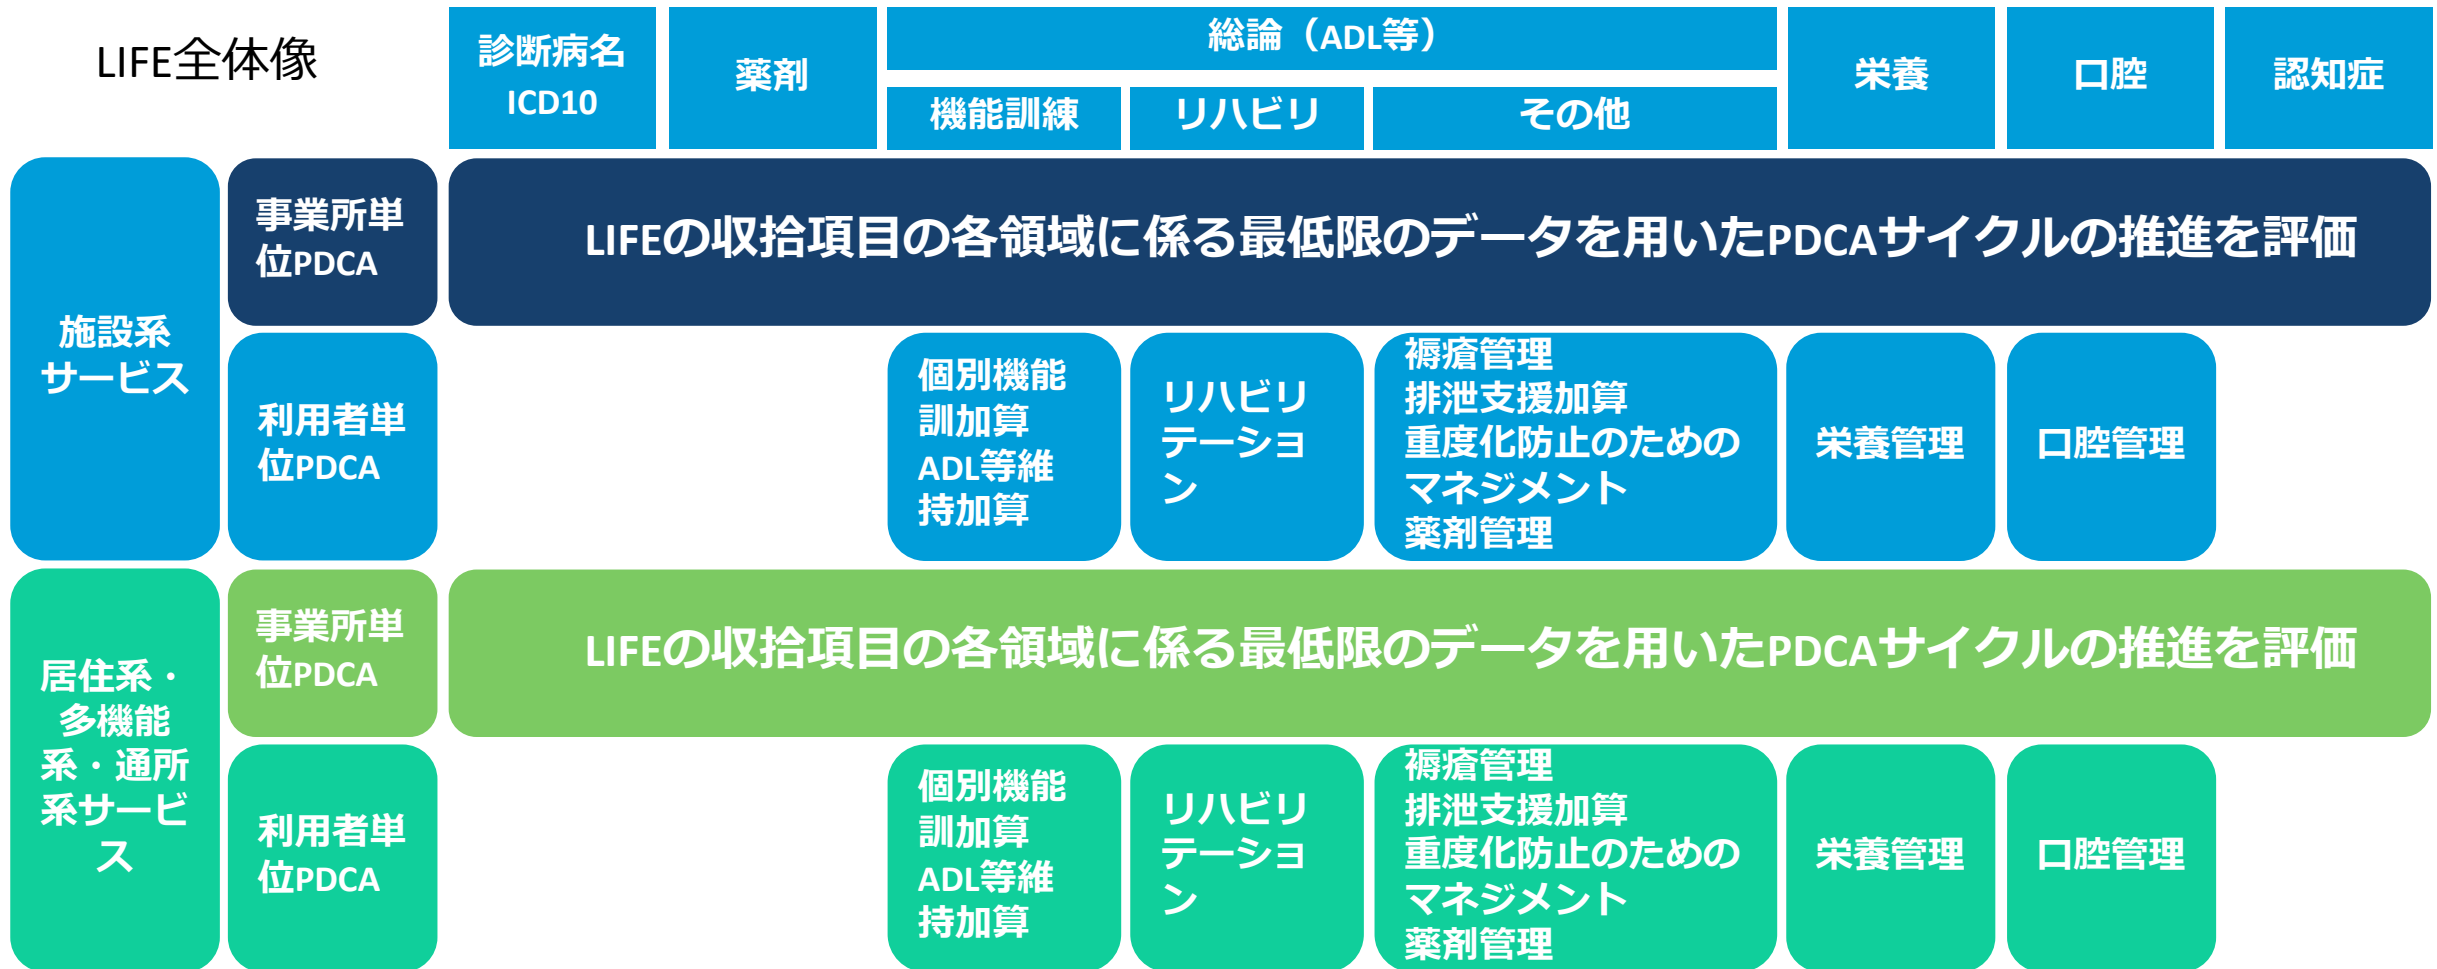 LIFE全体像
診断病名
ICD10
薬剤
総論（ADL等）
機能訓練
リハビリ
その他
栄養
口腔
認知症
施設系
サービス
事業所単
位PDCA
LIFEの収拾項目の各領域に係る最低限のデータを用いたPDCAサイクルの推進を評価
利用者単
位PDCA
個別機能
訓加算
ADL等維
持加算
リハビリ
テーショ
ン
褥瘡管理
排泄支援加算
重度化防止のための
マネジメント
薬剤管理
栄養管理
口腔管理
居住系・
多機能
系・通所
系サービ
ス
事業所単
位PDCA
LIFEの収拾項目の各領域に係る最低限のデータを用いたPDCAサイクルの推進を評価
利用者単
位PDCA
個別機能
訓加算
ADL等維
持加算
リハビリ
テーショ
ン
褥瘡管理
排泄支援加算
重度化防止のための
マネジメント
薬剤管理
栄養管理
口腔管理